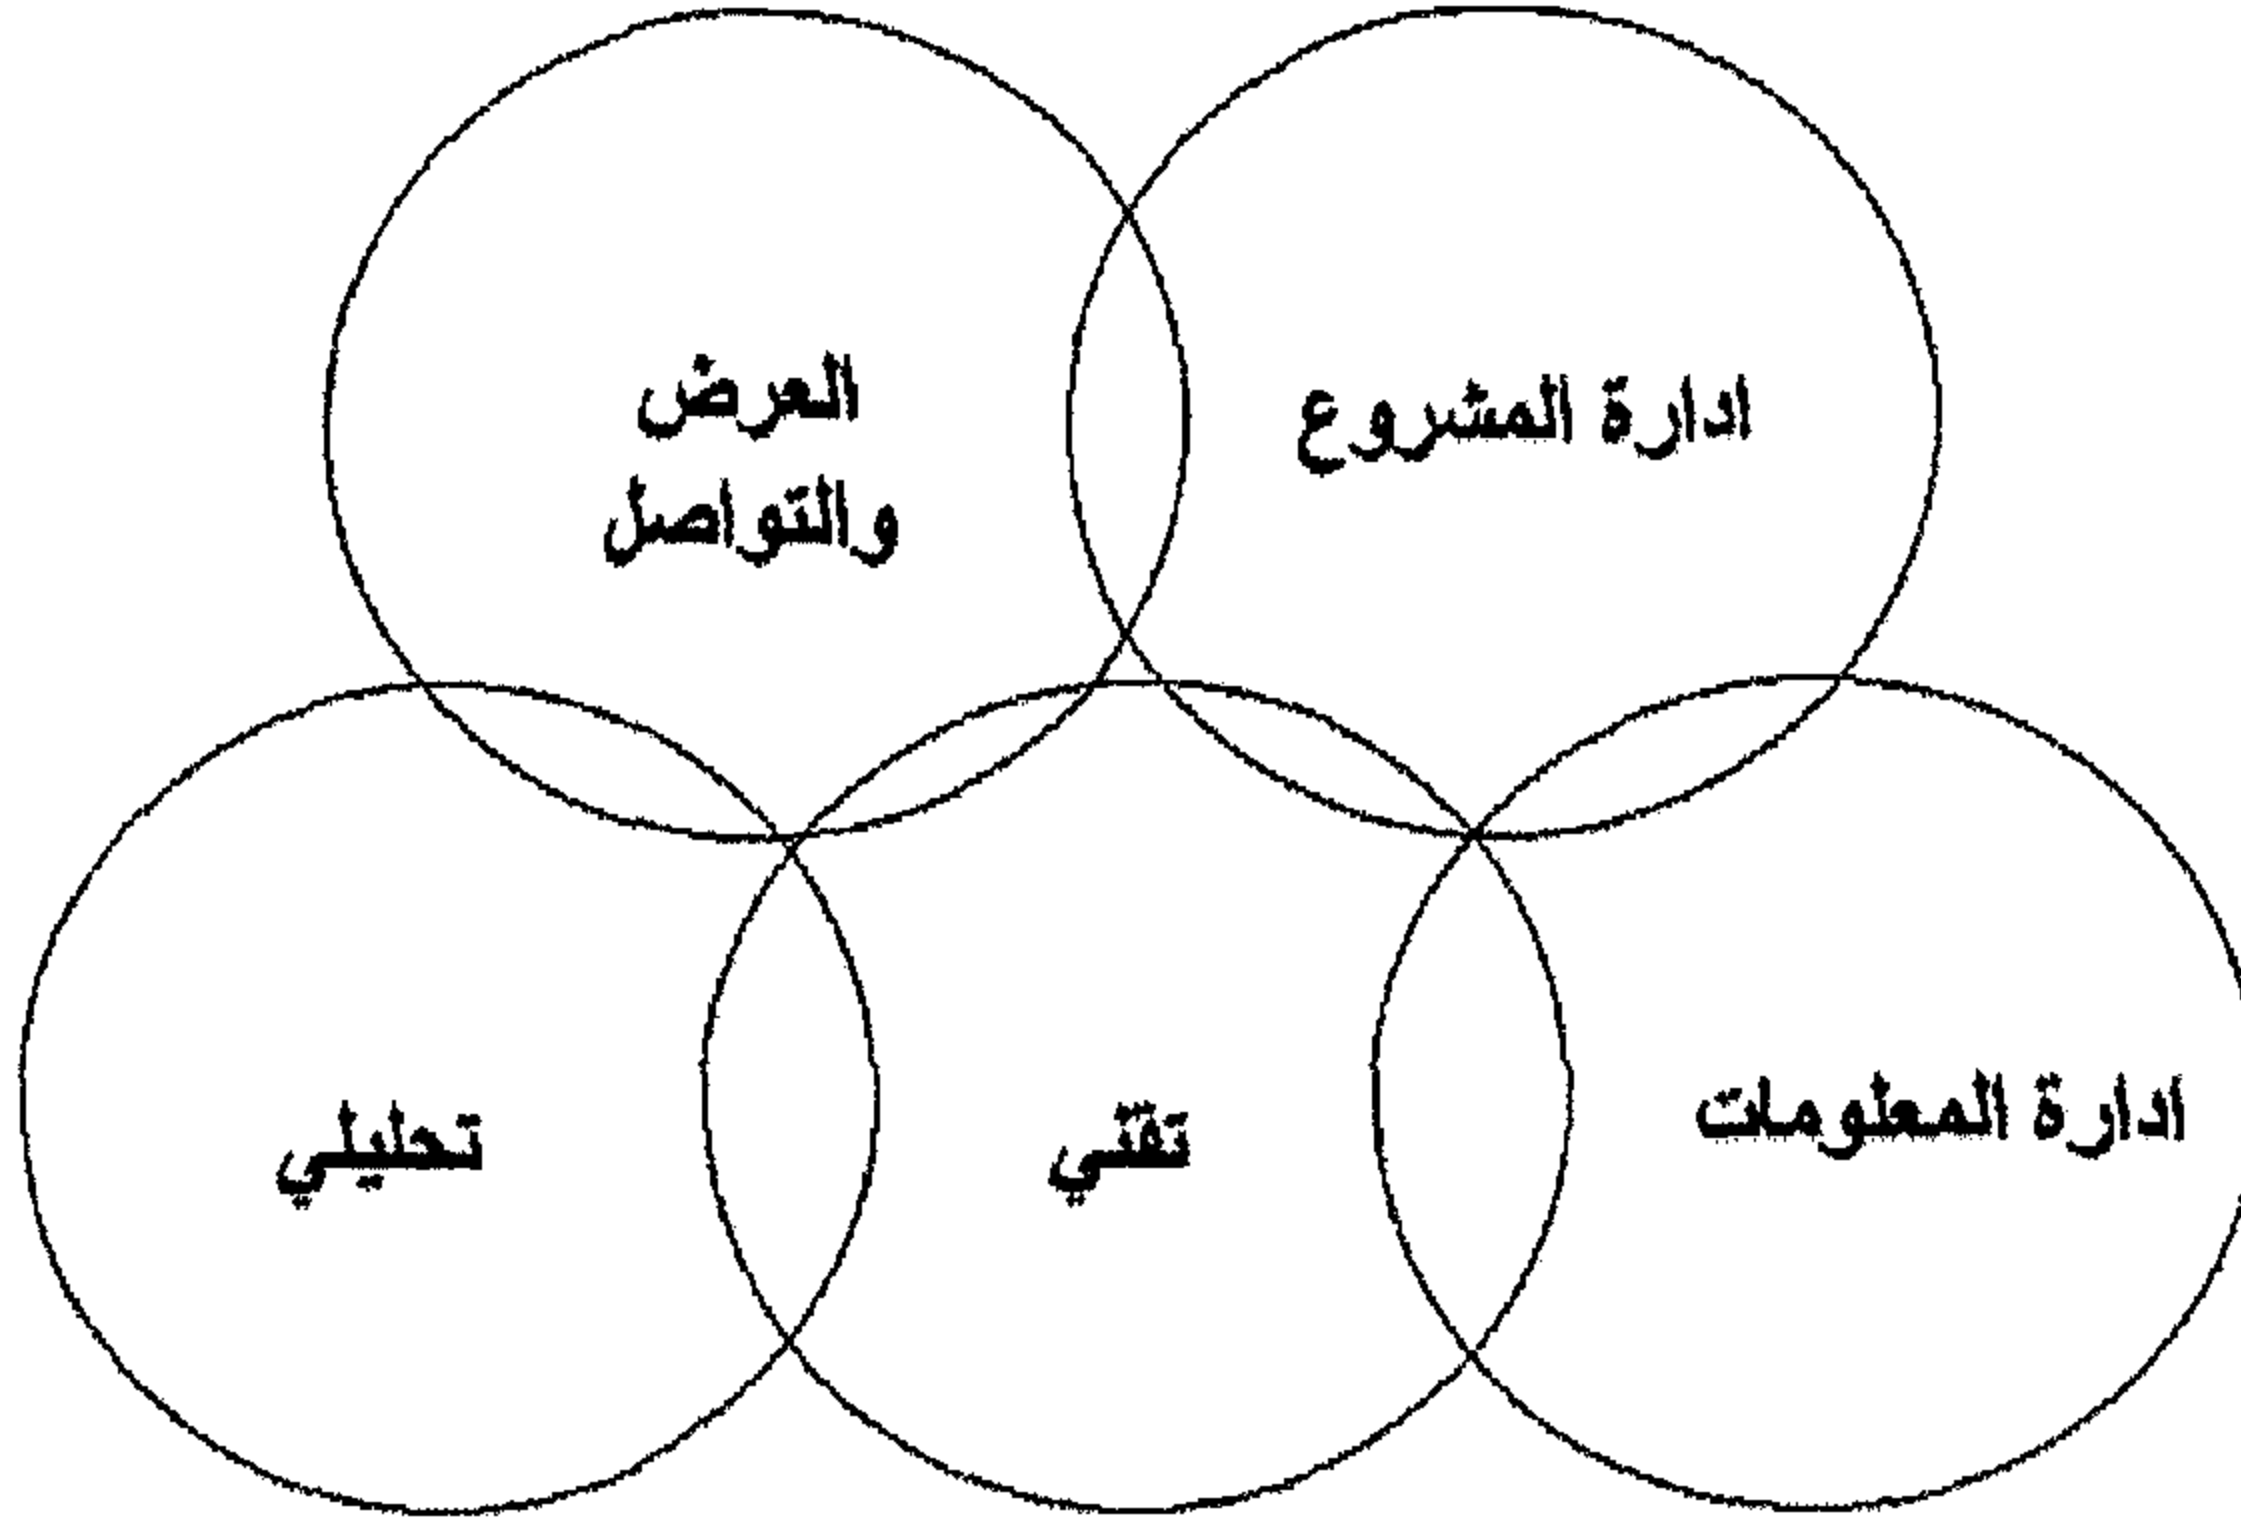 ادارة المشروع
العرض
والتواصل
ادارة المعلومات
تقني
تحليلي